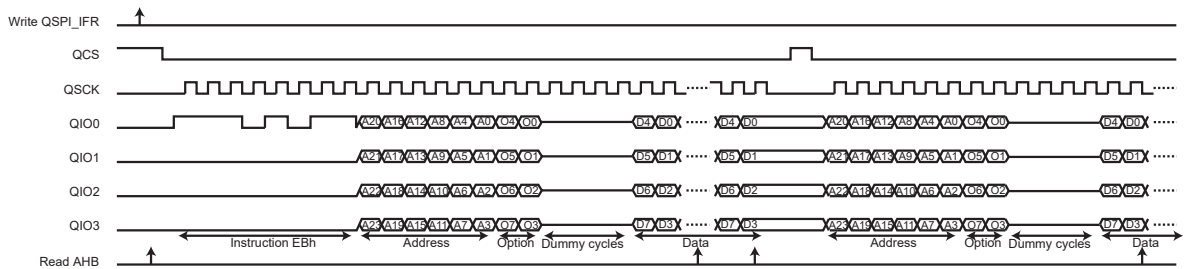 Write QSPI_IFR
QCS
QSCK
QIO0 A20 A16 A12 A8 A4 A0 O4 O0 D4 D0 D4 D0 A20 A16 A12 A8 A4 A0 O4 O0 D4 D0
QIO1 A21 A17 A13 A9 A5 A1 O5 O1 D5 D1 D5 D1 A21 A17 A13 A9 A5 A1 O5 O1 D5 D1
QIO2 A22 A18 A14 A10 A6 A2 O6 O2 D6 D2 D6 D2 A22 A18 A14 A10 A6 A2 O6 O2 D6 D2
QIO3 A23 A19 A15 A11 A7 A3 O7 O3 D7 D3 D7 D3 A23 A19 A15 A11 A7 A3 O7 O3 D7 D3
Instruction EBh Address Option Dummy cycles Data Address Option Dummy cycles Data
Read AHB